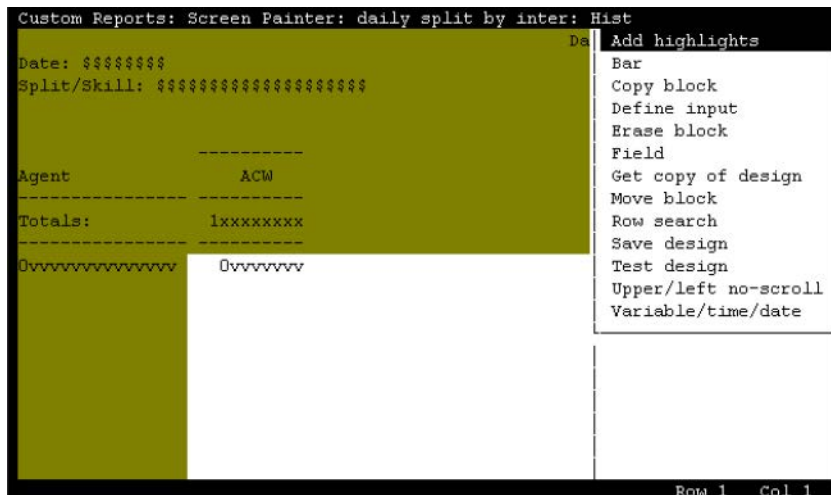 Custom Reports: Screen Painter: daily split by inter: Hist
Da
Date: $$$$$$$$
Split/Skill: $$$$$$$$$$$$$$$$$$$$
----------
Agent ACW
---------------- ----------
Totals: 1xxxxxxxx
---------------- ----------
0vvvvvvvvvvvvvv 0vvvvvvv
Add highlights
Bar
Copy block
Define input
Erase block
Field
Get copy of design
Move block
Row search
Save design
Test design
Upper/left no-scroll
Variable/time/date
Row 1 Col 1